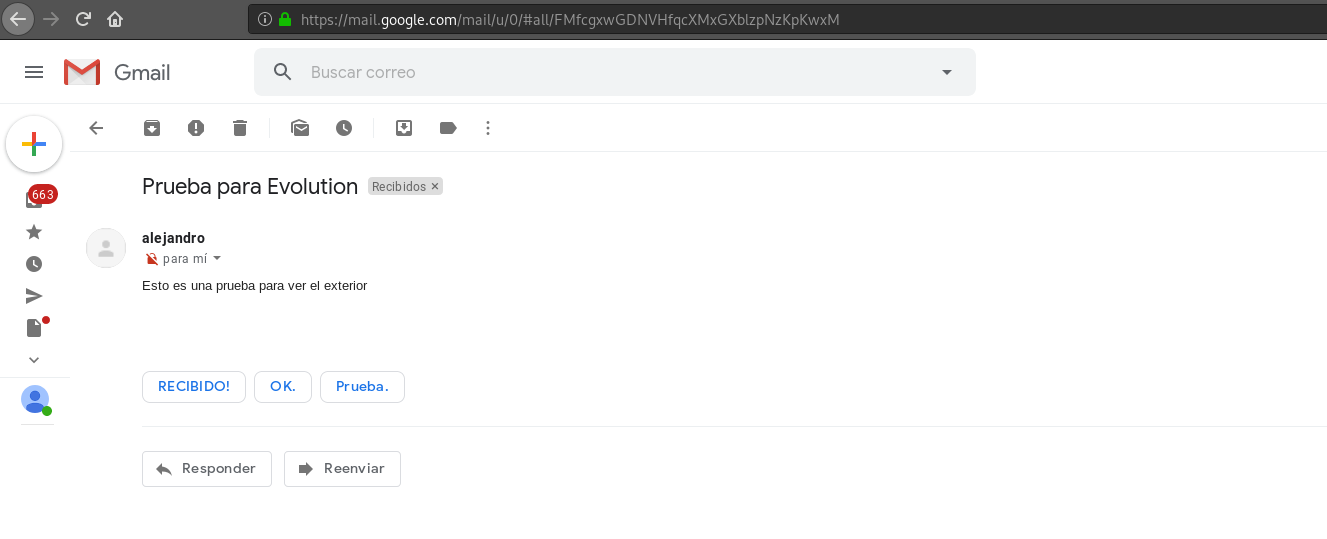 https://mail.google.com/mail/u/0/#all/FMfcgxwGDNVHfqcXMxGXblzpNzKpKwxM
Gmail
Buscar correo
Prueba para Evolution Recibidos ×
663
alejandro
para mí
Esto es una prueba para ver el exterior
RECIBIDO! OK. Prueba.
Responder Reenviar